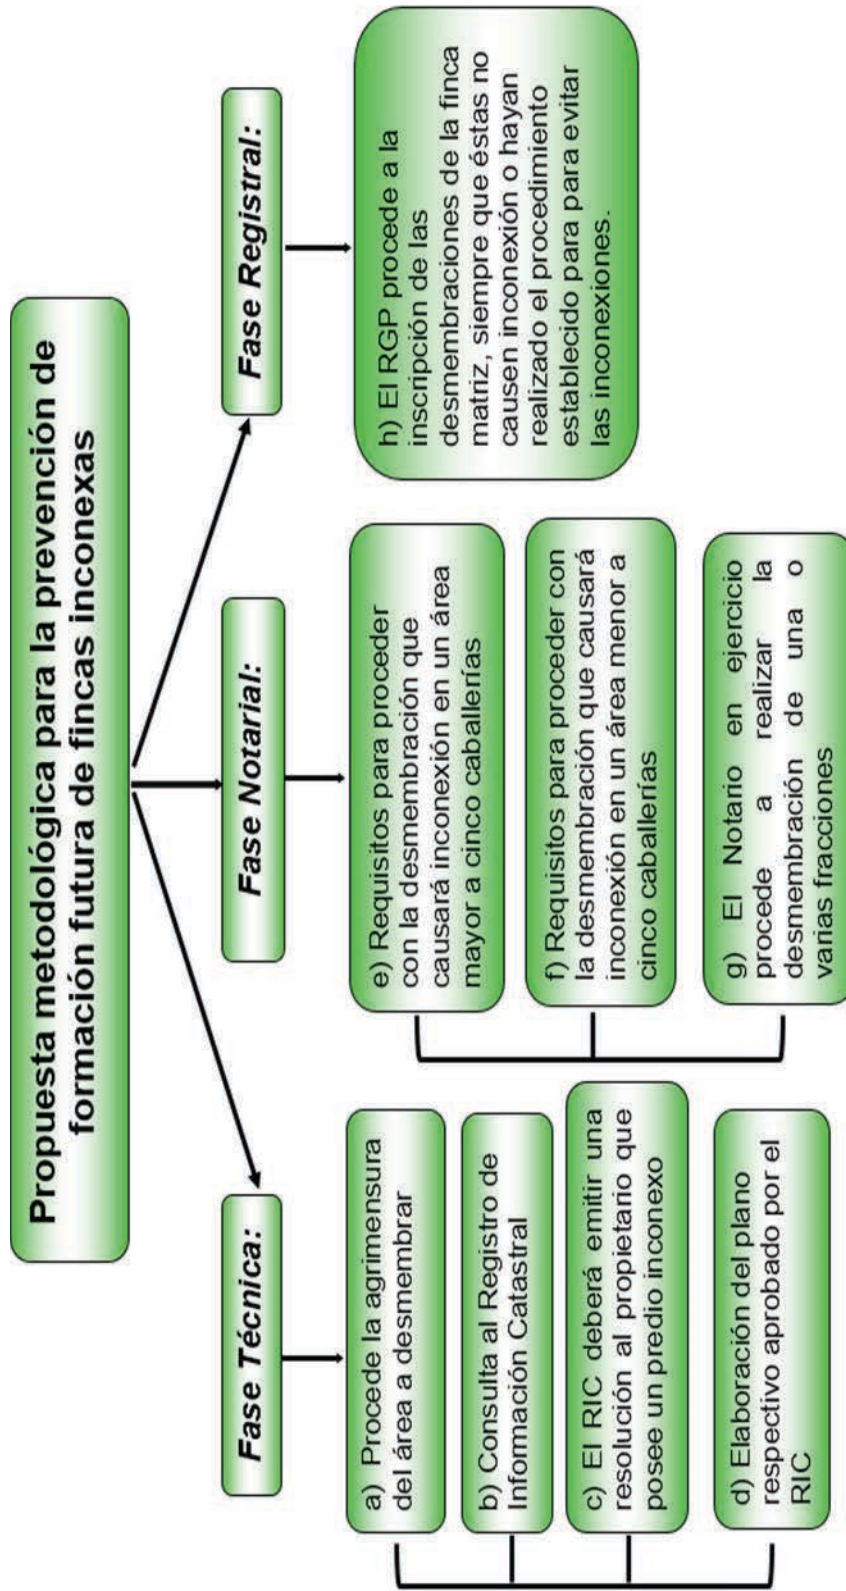 Propuesta metodológica para la prevención de
formación futura de fincas inconexas
Fase Técnica:
a) Procede la agrimensura
del área a desmembrar
b) Consulta al Registro de
Información Catastral
c) El RIC deberá emitir una
resolución al propietario que
posee un predio inconexo
d) Elaboración del plano
respectivo aprobado por el
RIC
Fase Notarial:
e) Requisitos para proceder
con la desmembración que
causará inconexión en un área
mayor a cinco caballerías
f) Requisitos para proceder con
la desmembración que causará
inconexión en un área menor a
cinco caballerías
g) El Notario en ejercicio
procede a realizar la
desmembración de una o
varias fracciones
Fase Registral:
h) El RGP procede a la
inscripción de las
desmembraciones de la finca
matriz, siempre que éstas no
causen inconexión o hayan
realizado el procedimiento
establecido para evitar
las inconexiones.